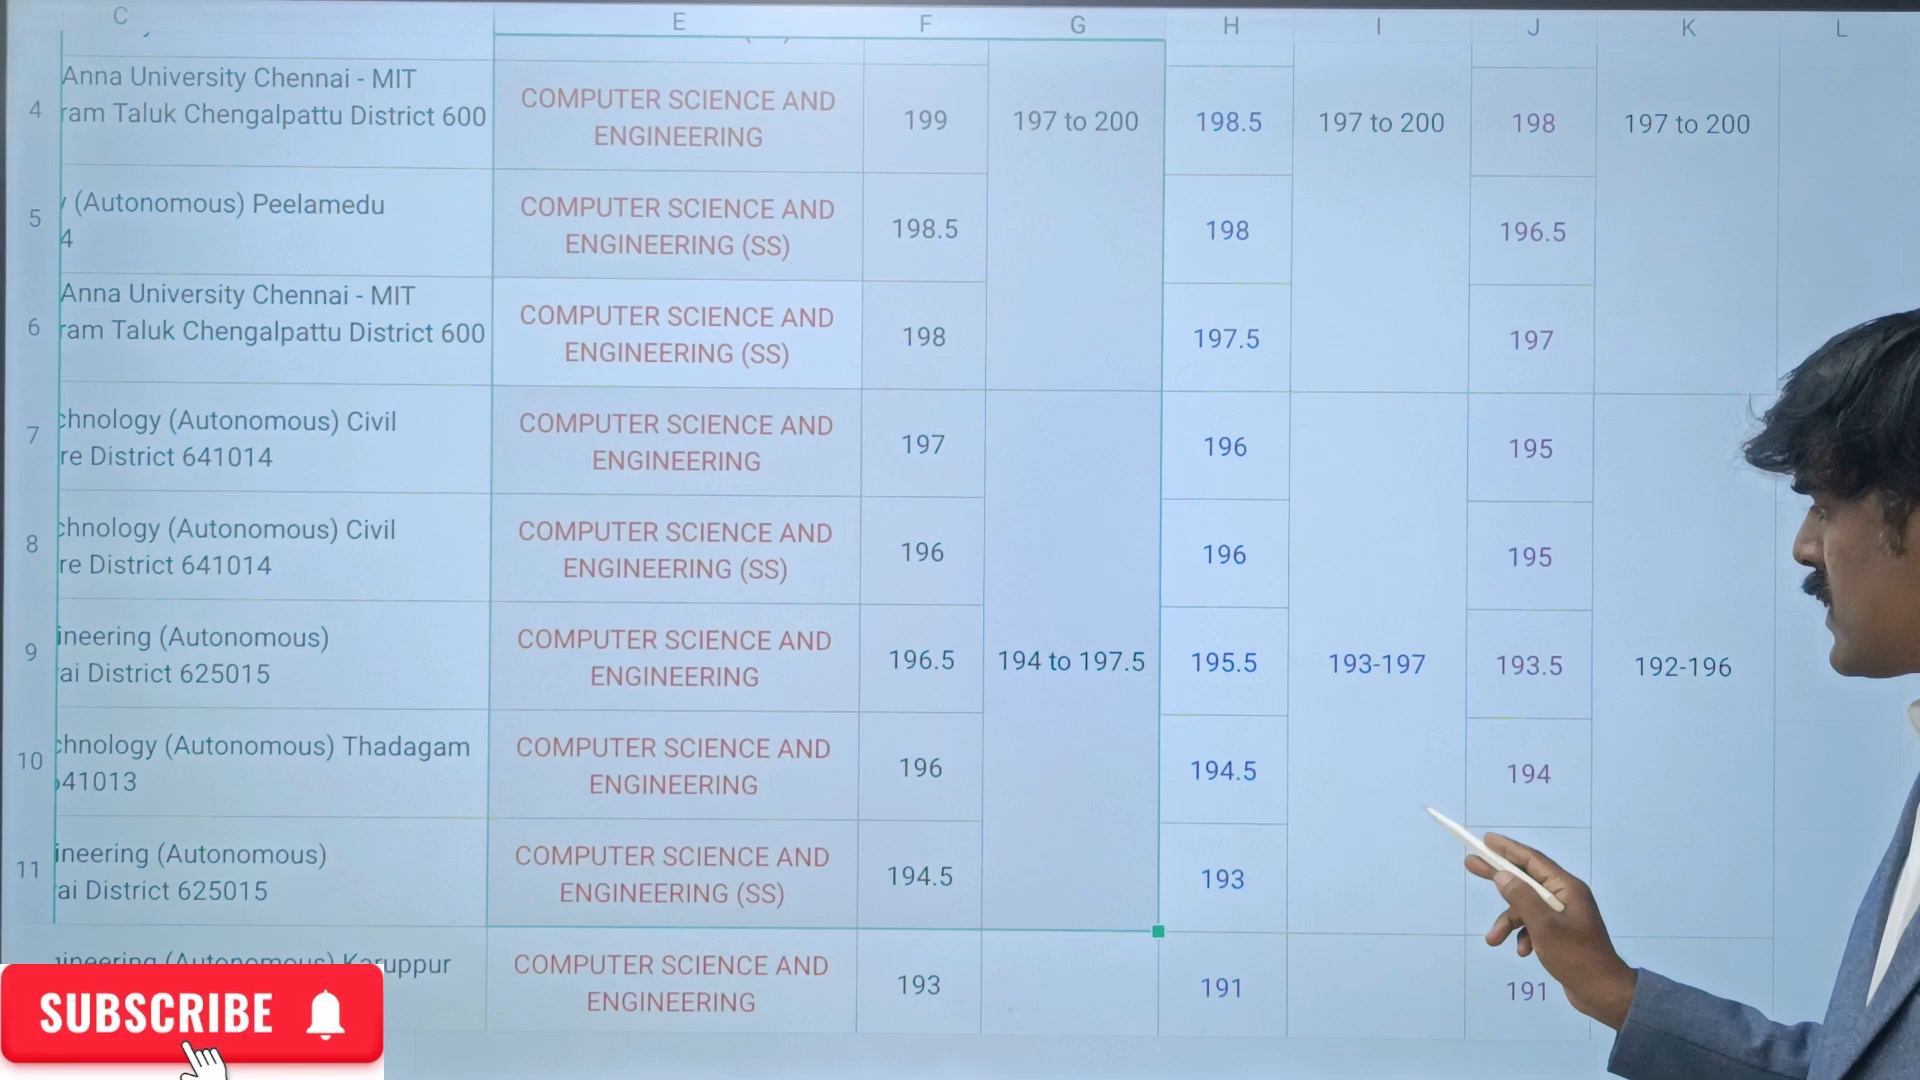 C E F G H I J K L
4 Anna University Chennai - MIT
ram Taluk Chengalpattu District 600
COMPUTER SCIENCE AND
ENGINEERING
199 197 to 200 198.5 197 to 200 198 197 to 200
5 (Autonomous) Peelamedu
4
COMPUTER SCIENCE AND
ENGINEERING (SS)
198.5 198 196.5
6 Anna University Chennai - MIT
ram Taluk Chengalpattu District 600
COMPUTER SCIENCE AND
ENGINEERING (SS)
198 197.5 197
7 chnology (Autonomous) Civil
re District 641014
COMPUTER SCIENCE AND
ENGINEERING
197 196 195
8 chnology (Autonomous) Civil
re District 641014
COMPUTER SCIENCE AND
ENGINEERING (SS)
196 196 195
9 ineering (Autonomous)
ai District 625015
COMPUTER SCIENCE AND
ENGINEERING
196.5 194 to 197.5 195.5 193-197 193.5 192-196
10 chnology (Autonomous) Thadagam
641013
COMPUTER SCIENCE AND
ENGINEERING
196 194.5 194
11 ineering (Autonomous)
ai District 625015
COMPUTER SCIENCE AND
ENGINEERING (SS)
194.5 193
gineering (Autonomous) Karuppur
COMPUTER SCIENCE AND
ENGINEERING
193 191 191
SUBSCRIBE